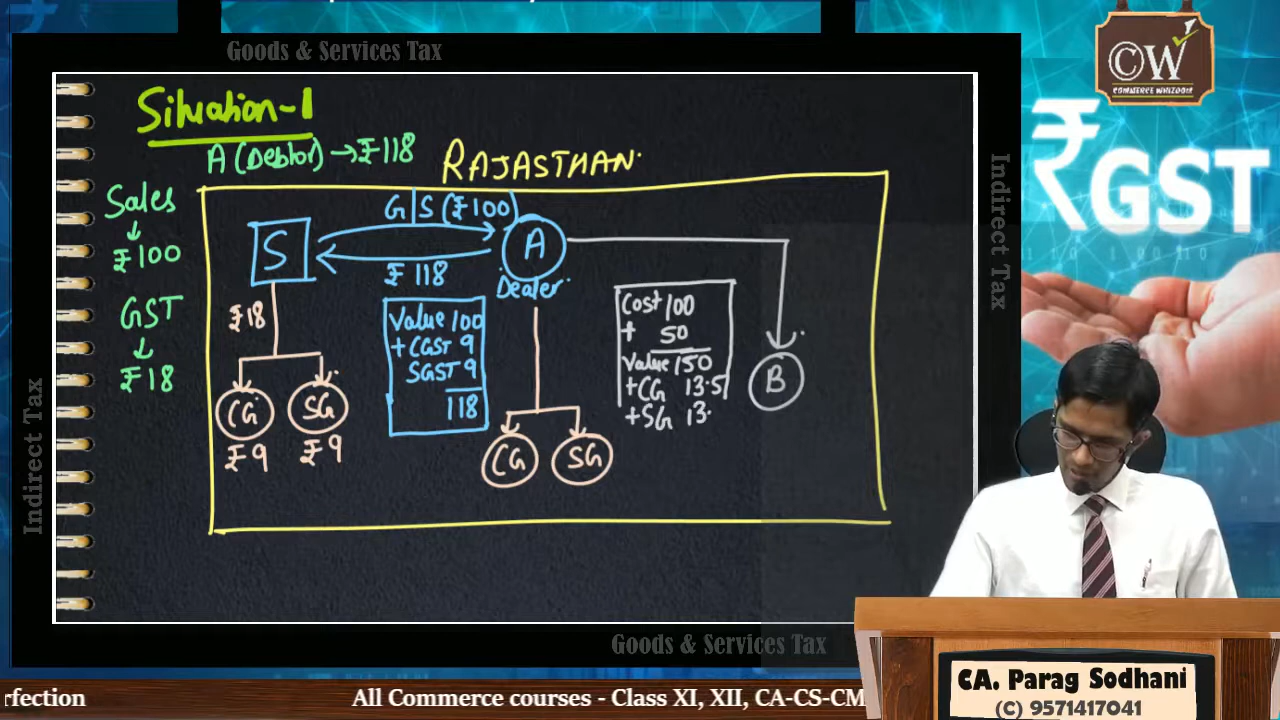 Goods & Services Tax
©W
COMMERCE WHIZDOM
Situation-1
A (Debtor) → ₹118
RAJASTHAN
Sales
↓
₹100
GST
↓
₹18
S
G|S (₹100)
₹118
A
Dealer
Value 100
+CGST 9
SGST 9
118
Cost 100
+ 50
Value 150
+CG 13.5
+SG 13.
B
₹18
CG
SG
₹9
₹9
CG
SG
Indirect Tax
Indirect Tax
₹GST
Goods & Services Tax
CA. Parag Sodhani
(C) 9571417041
rfection
All Commerce courses - Class XI, XII, CA-CS-CM